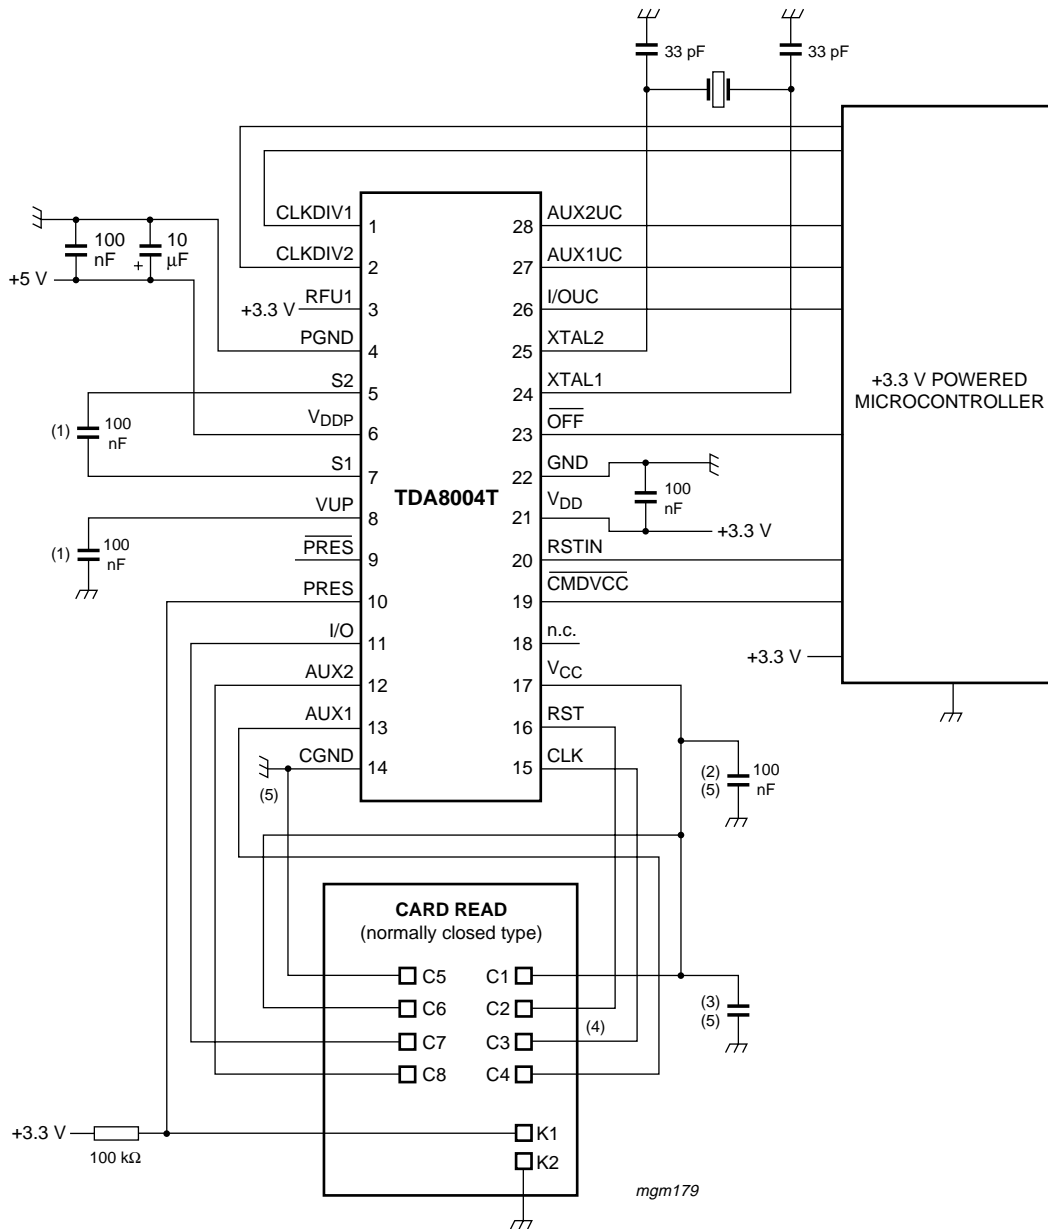 33 pF
33 pF
CLKDIV1
1
28
AUX2UC
100 nF
10 μF
+
CLKDIV2
2
27
AUX1UC
+5 V
RFU1
+3.3 V
3
26
I/OUC
PGND
4
25
XTAL2
S2
5
24
XTAL1
+3.3 V POWERED
MICROCONTROLLER
(1)
100 nF
VDDP
6
23
OFF
S1
7
22
GND
TDA8004T
100 nF
VUP
8
21
VDD
+3.3 V
(1)
100 nF
PRES
9
20
RSTIN
PRES
10
19
CMDVCC
I/O
11
18
n.c.
+3.3 V
AUX2
12
17
VCC
AUX1
13
16
RST
CGND
14
15
CLK
(5)
(2)
(5)
100 nF
CARD READ
(normally closed type)
C5
C1
C6
C2
(3)
(5)
(4)
C7
C3
C8
C4
+3.3 V
100 kΩ
K1
K2
mgm179